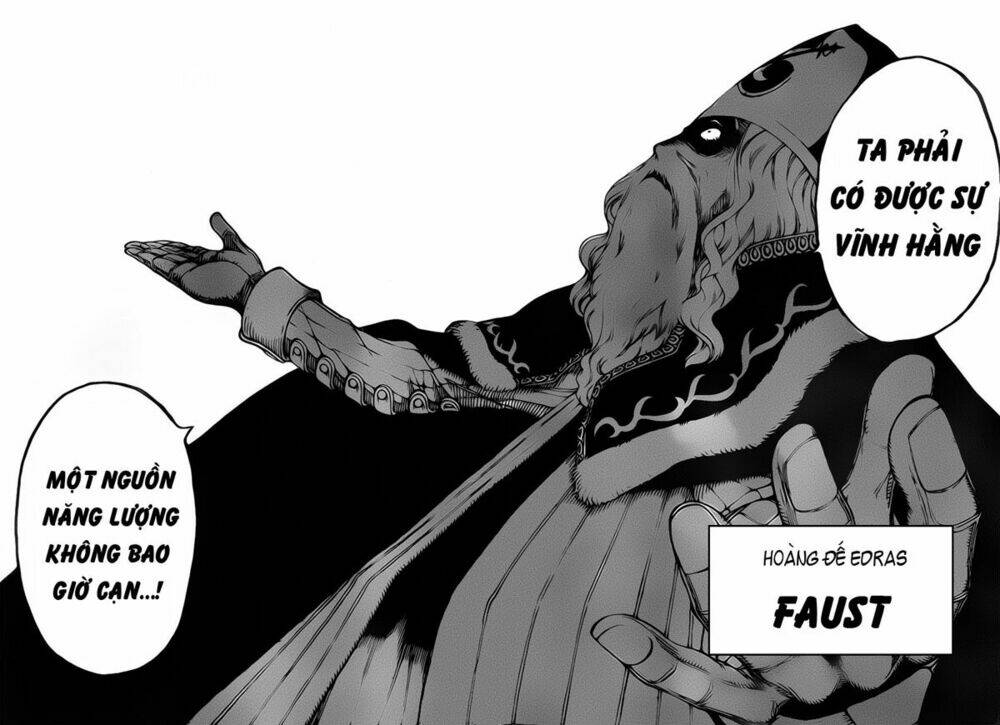 TA PHẢI
CÓ ĐƯỢC SỰ
VĨNH HẰNG
MỘT NGUỒN
NĂNG LƯỢNG
KHÔNG BAO
GIỜ CẠN...!
HOÀNG ĐẾ EDRAS
FAUST